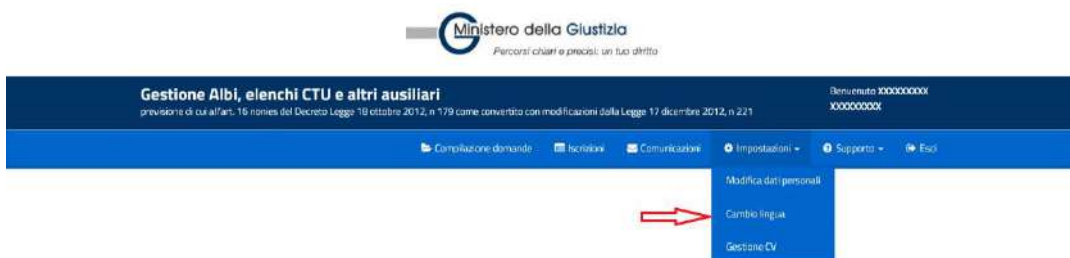 Ministero della Giustizia
Percorsi chiari e precisi: un tuo diritto
Gestione Albi, elenchi CTU e altri ausiliari
previsione di cui all'art. 16 nonies del Decreto Legge 18 ottobre 2012, n 179 come convertito con modificazioni dalla Legge 17 dicembre 2012, n 221
Benvenuto XXXXXXXXX
XXXXXXXXX
Compilazione domande Iscrizioni Comunicazioni Impostazioni Supporto Esci
Modifica dati personali
Cambio lingua
Gestione CV